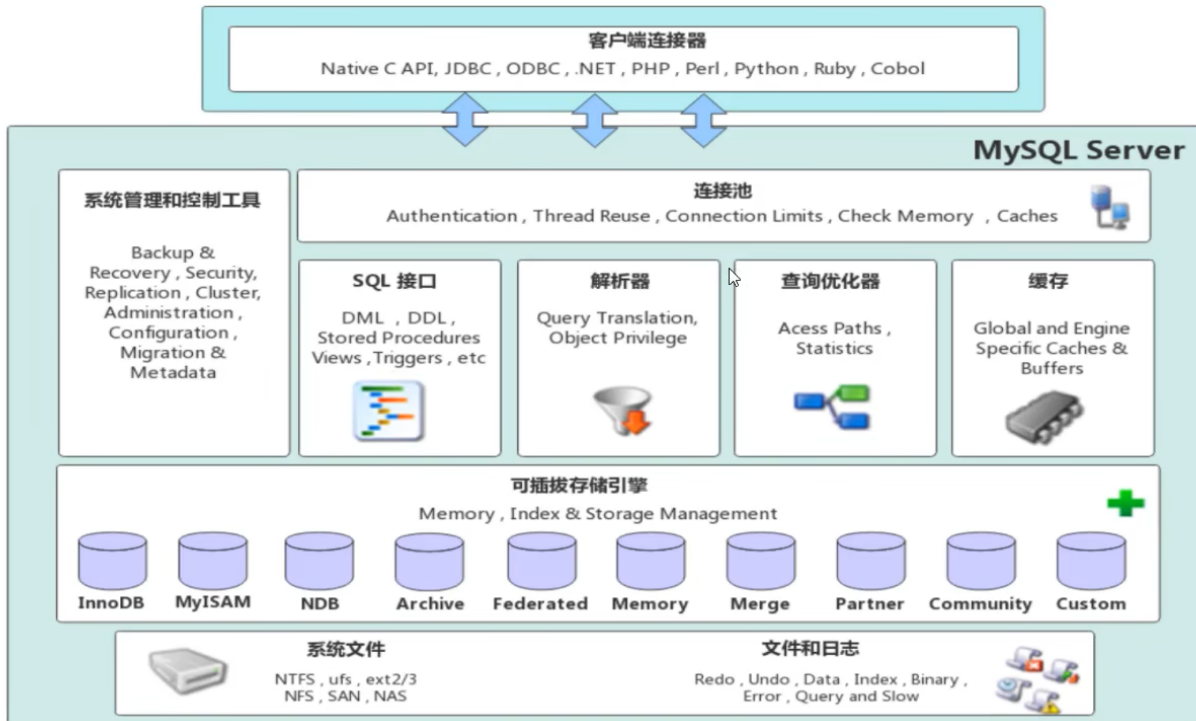 客户端连接器
Native C API, JDBC , ODBC , .NET , PHP , Perl , Python , Ruby , Cobol
MySQL Server
系统管理和控制工具
Backup &
Recovery , Security,
Replication , Cluster,
Administration ,
Configuration ,
Migration &
Metadata
连接池
Authentication , Thread Reuse , Connection Limits , Check Memory , Caches
SQL 接口
DML , DDL ,
Stored Procedures
Views ,Triggers , etc
解析器
Query Translation,
Object Privilege
查询优化器
Acess Paths ,
Statistics
缓存
Global and Engine
Specific Caches &
Buffers
可插拔存储引擎
Memory , Index & Storage Management
InnoDB
MyISAM
NDB
Archive
Federated
Memory
Merge
Partner
Community
Custom
系统文件
NTFS , ufs , ext2/3
NFS , SAN , NAS
文件和日志
Redo , Undo , Data , Index , Binary ,
Error , Query and Slow